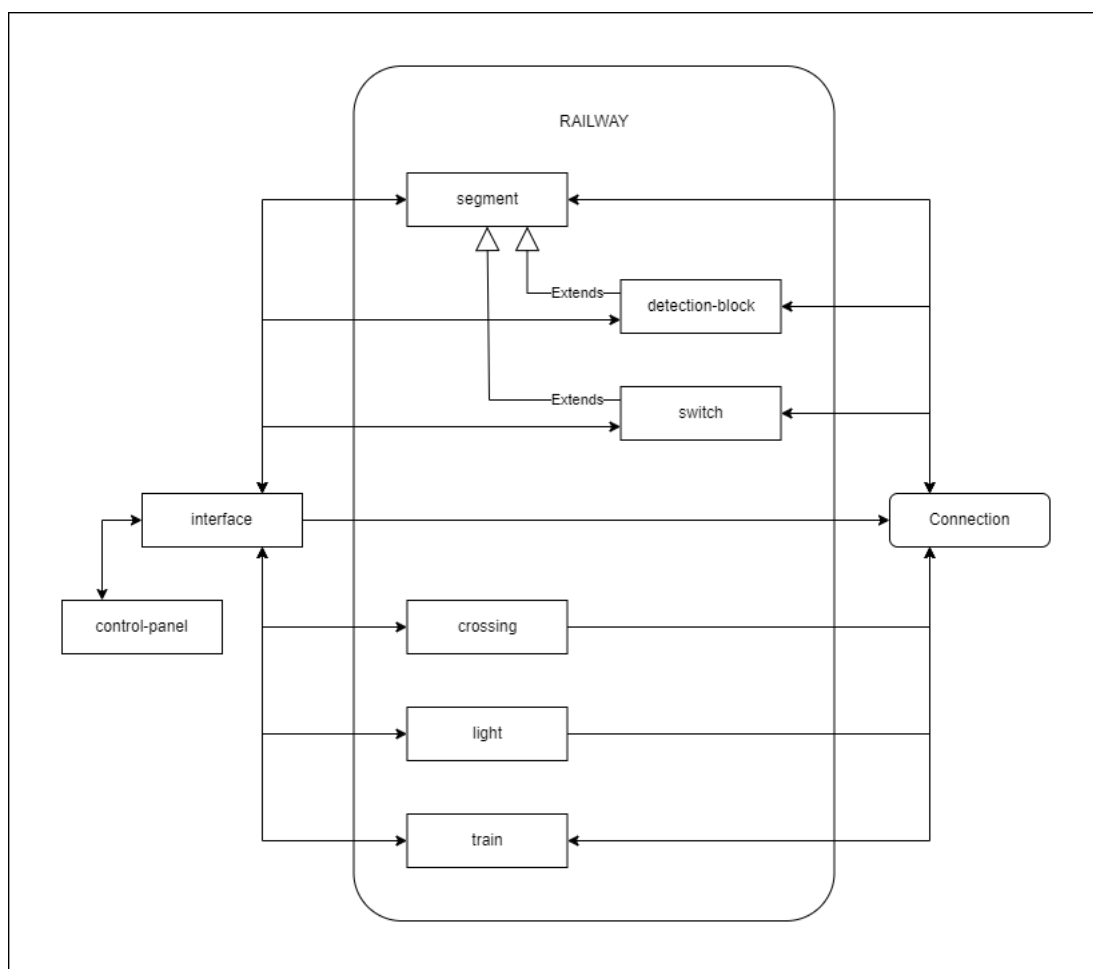 RAILWAY
segment
Extends
detection-block
Extends
switch
interface
Connection
control-panel
crossing
light
train